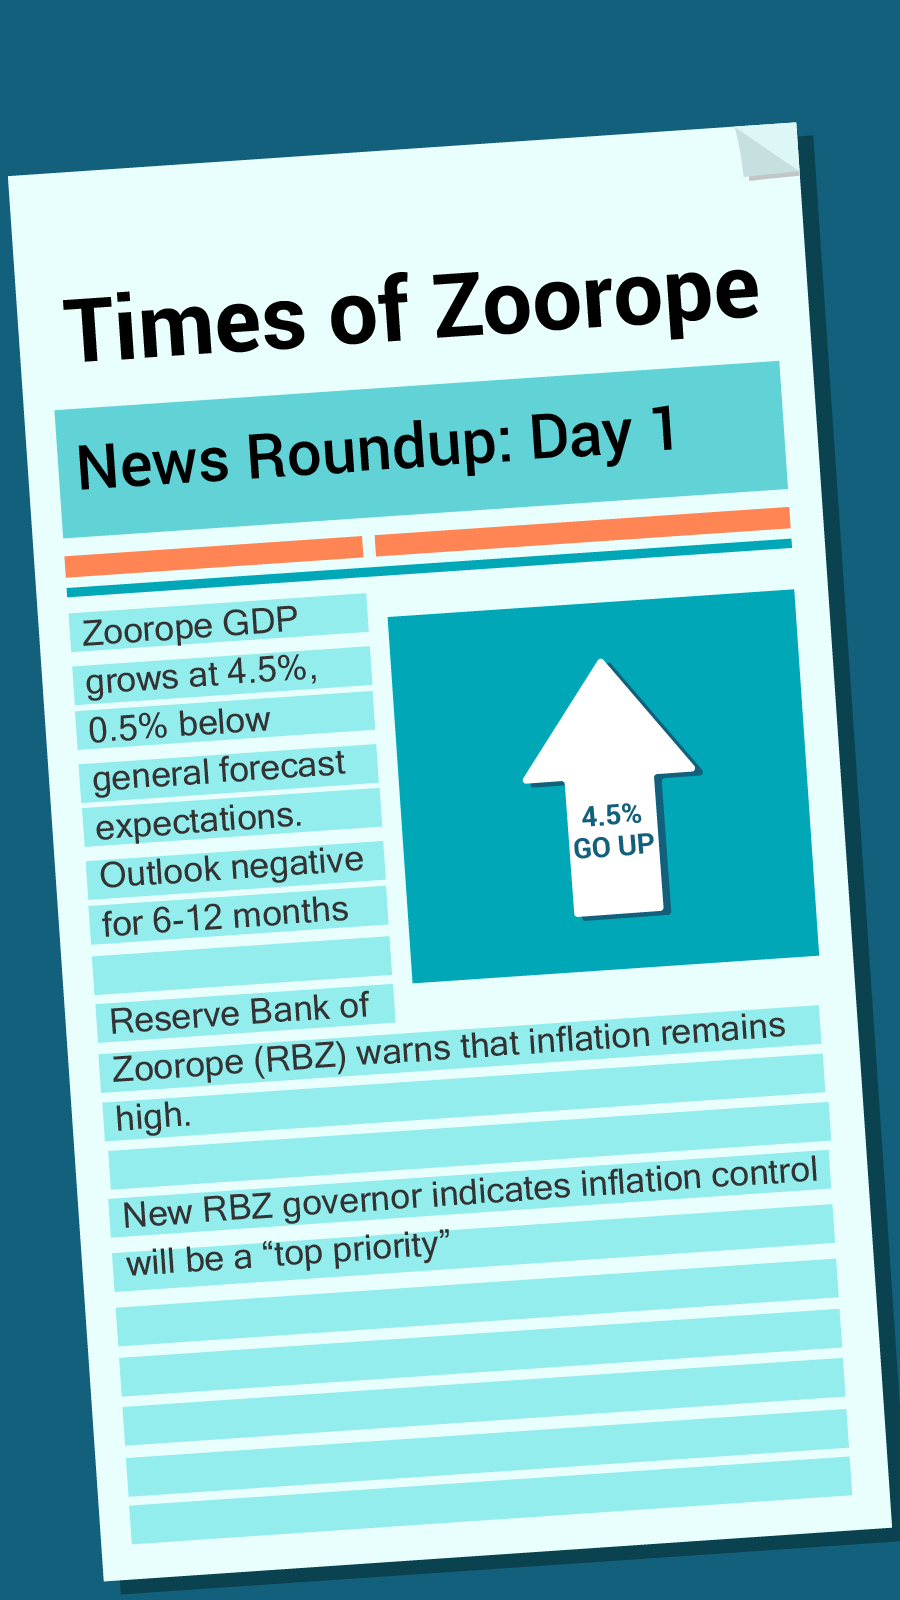 Times of Zoorope
News Roundup: Day 1
Zoorope GDP
grows at 4.5%,
0.5% below
general forecast
expectations.
Outlook negative
for 6-12 months
4.5%
GO UP
Reserve Bank of
Zoorope (RBZ) warns that inflation remains
high.
New RBZ governor indicates inflation control
will be a “top priority”